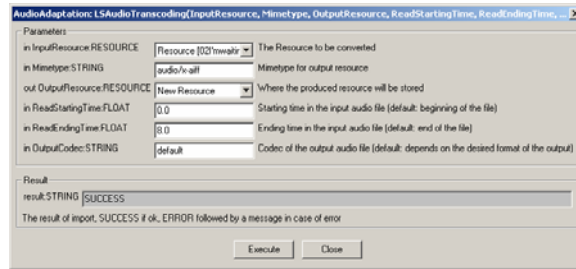 AudioAdaptation: LSAudioTranscoding(InputResource, Mimetype, OutputResource, ReadStartingTime, ReadEndingTime, ...
Parameters
in InputResource:RESOURCE Resource [02I'mwaitin The Resource to be converted
in Mimetype:STRING audio/x-aiff Mimetype for output resource
out OutputResource:RESOURCE New Resource Where the produced resource will be stored
in ReadStartingTime:FLOAT 0.0 Starting time in the input audio file (default: beginning of the file)
in ReadEndingTime:FLOAT 8.0 Ending time in the input audio file (default: end of the file)
in OutputCodec:STRING default Codec of the output audio file (default: depends on the desired format of the output)
Result
result:STRING SUCCESS
The result of import, SUCCESS if ok, ERROR followed by a message in case of error
Execute Close